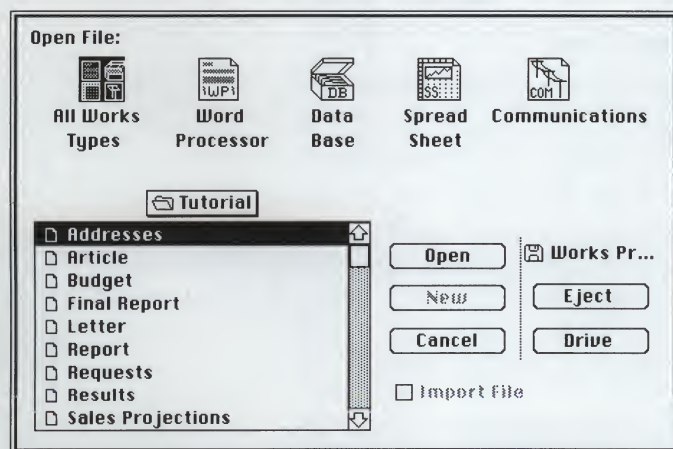 Open File:
WP
DB
SS:
COM
All Works Types
Word Processor
Data Base
Spread Sheet
Communications
Tutorial
Addresses
Article
Budget
Final Report
Letter
Report
Requests
Results
Sales Projections
Open
New
Cancel
Works Pr...
Eject
Drive
Import File